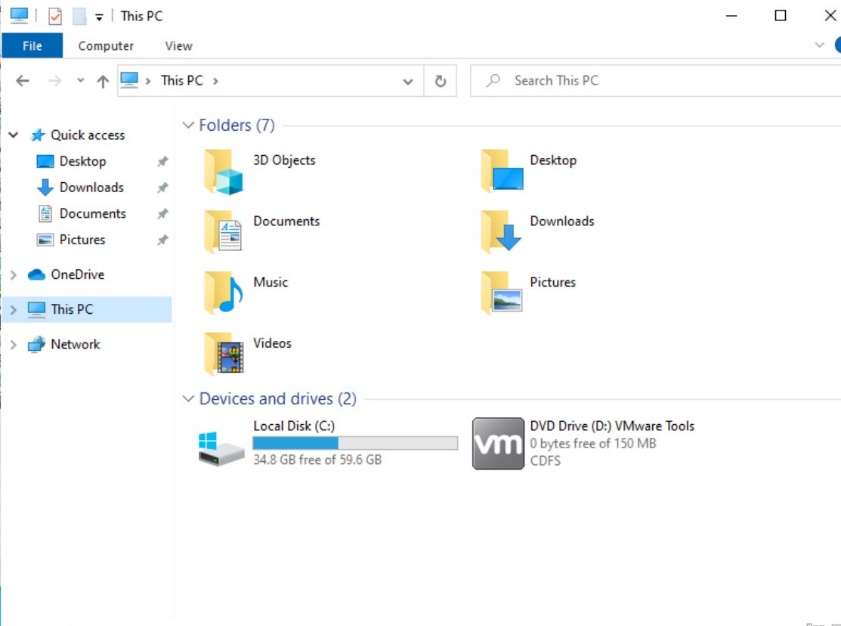 This PC
File Computer View
This PC
Search This PC
Quick access
Desktop
Downloads
Documents
Pictures
OneDrive
This PC
Network
Folders (7)
3D Objects
Desktop
Documents
Downloads
Music
Pictures
Videos
Devices and drives (2)
Local Disk (C:)
34.8 GB free of 59.6 GB
vm
DVD Drive (D:) VMware Tools
0 bytes free of 150 MB
CDFS